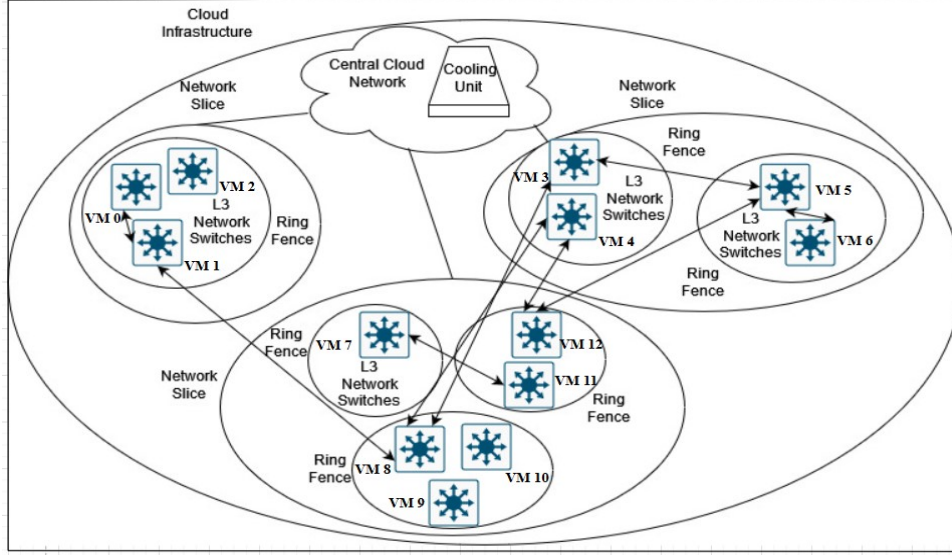 Cloud
Infrastructure
Central Cloud
Network
Cooling
Unit
Network
Slice
Network
Slice
Ring
Fence
VM 2
VM 0
L3
Network
Switches
VM 1
Ring
Fence
VM 3
L3
Network
Switches
VM 4
VM 5
L3
Network
Switches
VM 6
Ring
Fence
Ring
Fence
VM 7
L3
Network
Switches
VM 12
VM 11
Ring
Fence
Network
Slice
Ring
Fence
VM 8
VM 10
VM 9